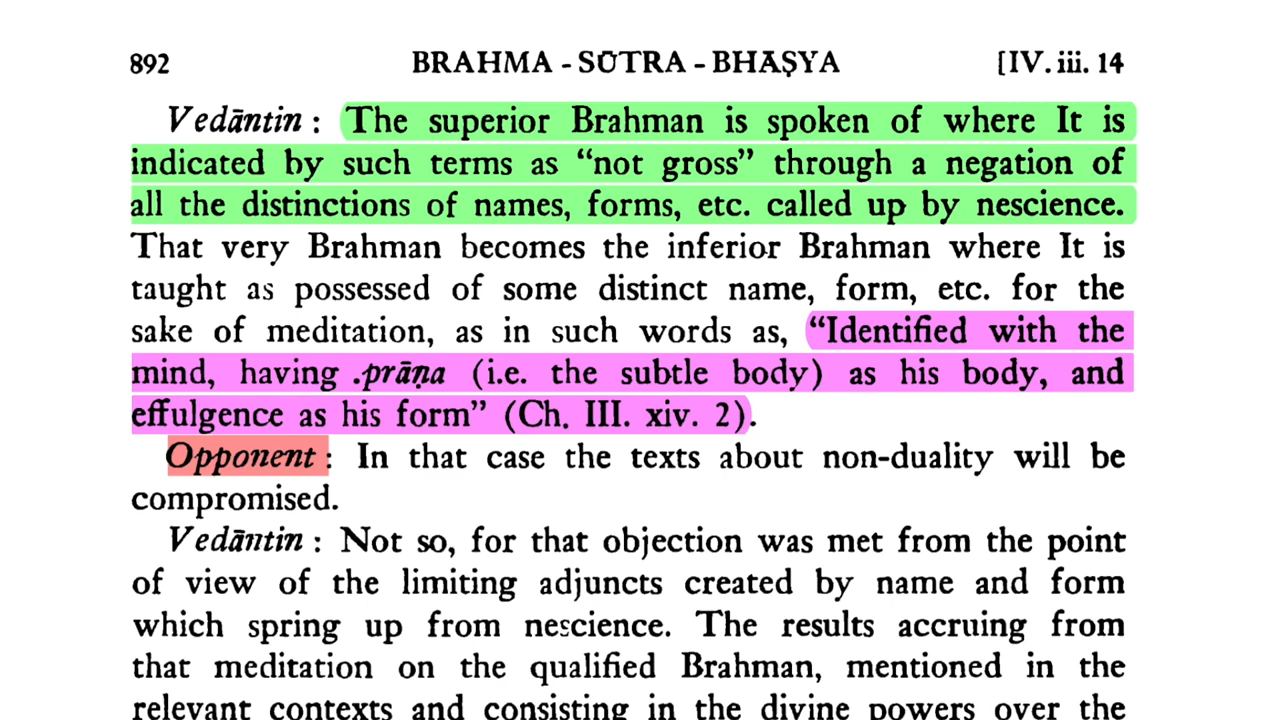 892 BRAHMA - SŪTRA - BHĀṢYA [IV. iii. 14
Vedāntin : The superior Brahman is spoken of where It is
indicated by such terms as “not gross” through a negation of
all the distinctions of names, forms, etc. called up by nescience.
That very Brahman becomes the inferior Brahman where It is
taught as possessed of some distinct name, form, etc. for the
sake of meditation, as in such words as, “Identified with the
mind, having .prāṇa (i.e. the subtle body) as his body, and
effulgence as his form” (Ch. III. xiv. 2).
Opponent : In that case the texts about non-duality will be
compromised.
Vedāntin : Not so, for that objection was met from the point
of view of the limiting adjuncts created by name and form
which spring up from nescience. The results accruing from
that meditation on the qualified Brahman, mentioned in the
relevant contexts and consisting in the divine powers over the